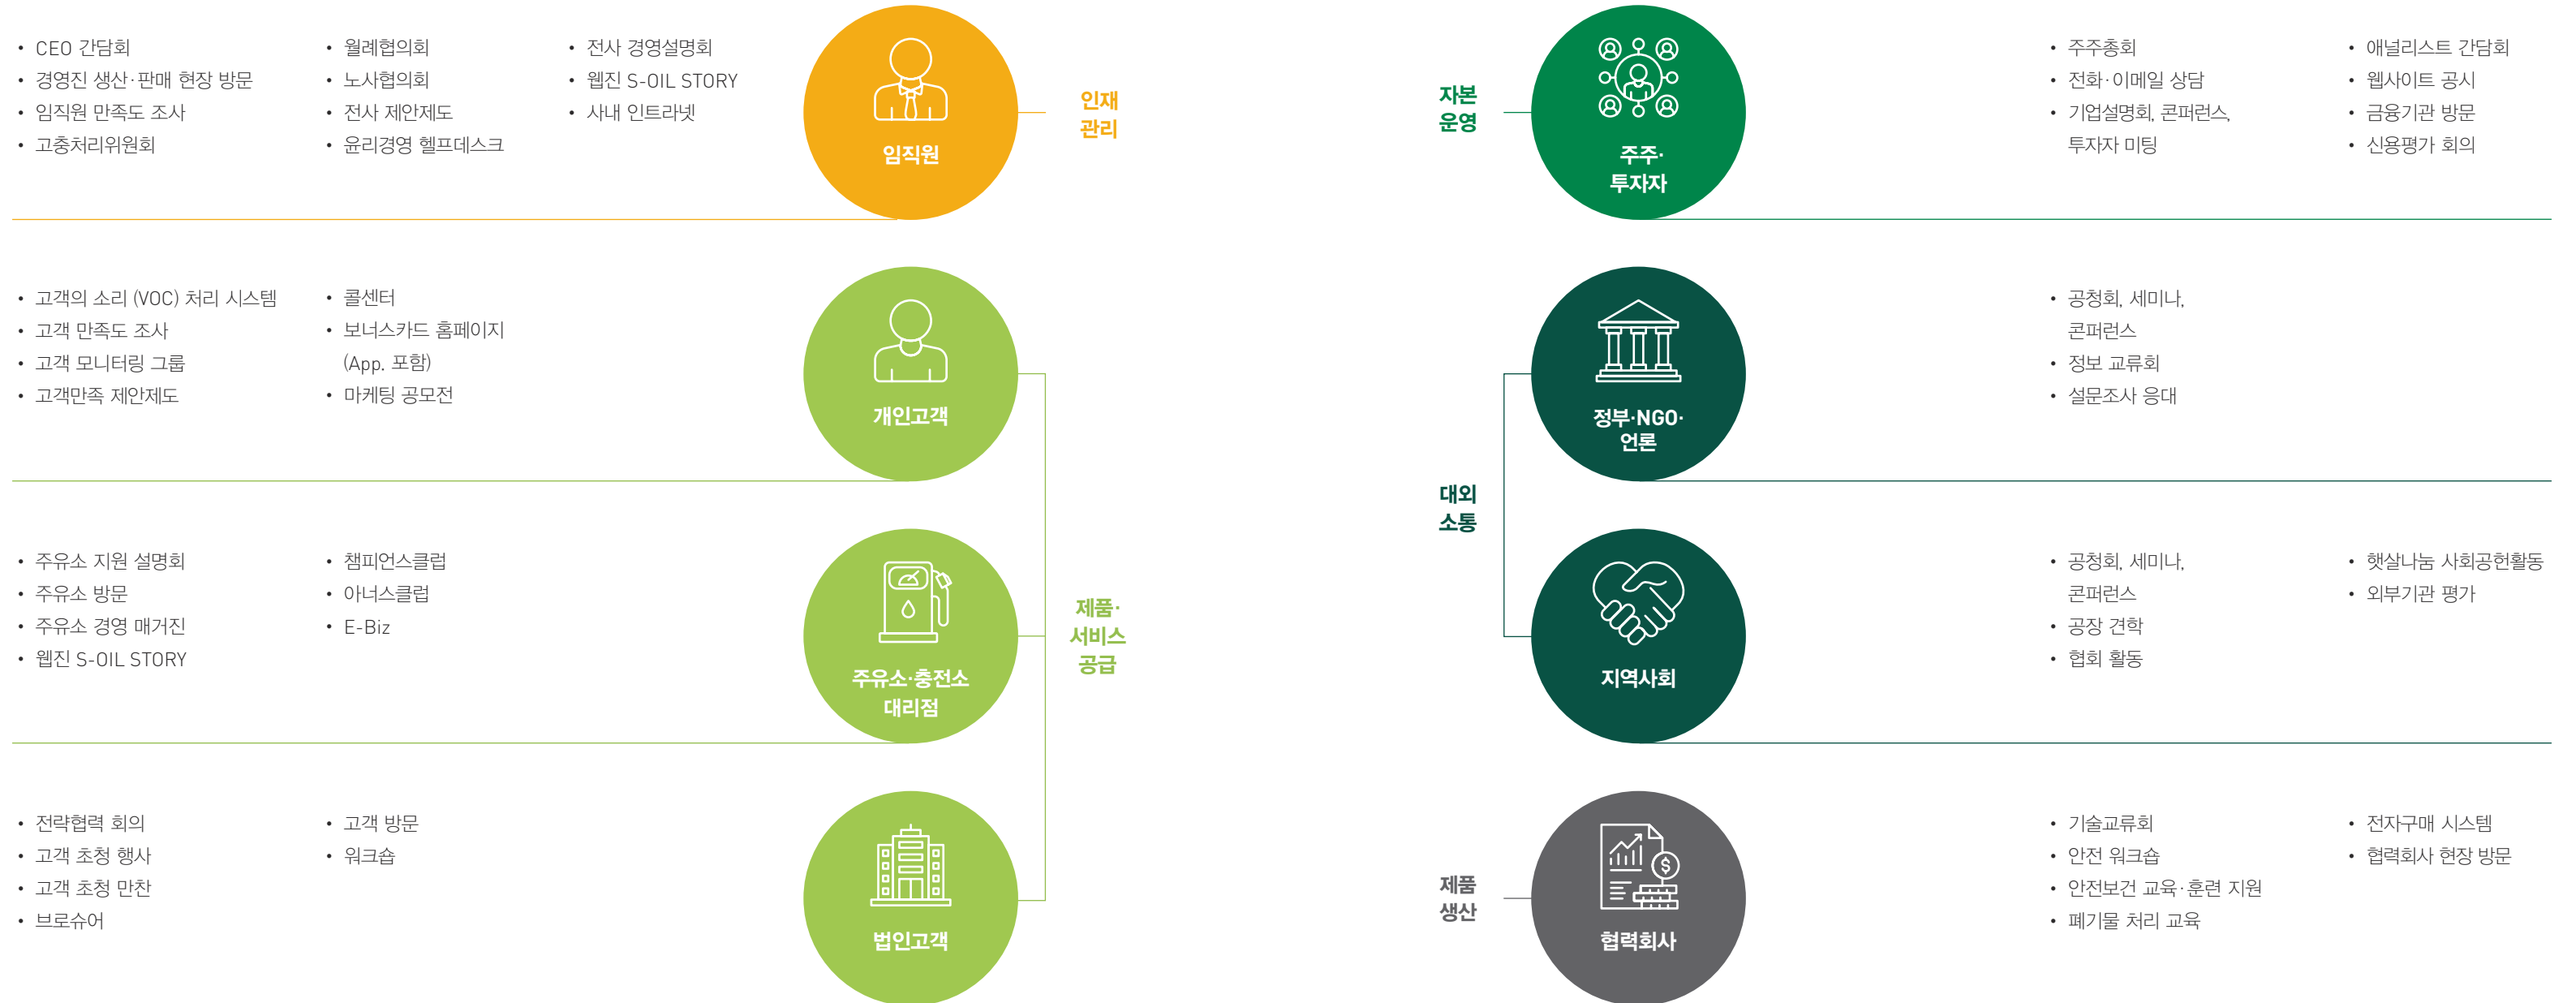 • CEO 간담회
• 경영진 생산·판매 현장 방문
• 임직원 만족도 조사
• 고충처리위원회
• 월례협의회
• 노사협의회
• 전사 제안제도
• 윤리경영 헬프데스크
• 전사 경영설명회
• 웹진 S-OIL STORY
• 사내 인트라넷
임직원
인재
관리
• 고객의 소리 (VOC) 처리 시스템
• 고객 만족도 조사
• 고객 모니터링 그룹
• 고객만족 제안제도
• 콜센터
• 보너스카드 홈페이지
(App. 포함)
• 마케팅 공모전
개인고객
• 주유소 지원 설명회
• 주유소 방문
• 주유소 경영 매거진
• 웹진 S-OIL STORY
• 챔피언스클럽
• 아너스클럽
• E-Biz
주유소·충전소
대리점
제품·
서비스
공급
• 전략협력 회의
• 고객 초청 행사
• 고객 초청 만찬
• 브로슈어
• 고객 방문
• 워크숍
법인고객
자본
운영
주주·
투자자
• 주주총회
• 전화·이메일 상담
• 기업설명회, 콘퍼런스,
투자자 미팅
• 애널리스트 간담회
• 웹사이트 공시
• 금융기관 방문
• 신용평가 회의
정부·NGO·
언론
• 공청회, 세미나,
콘퍼런스
• 정보 교류회
• 설문조사 응대
대외
소통
지역사회
• 공청회, 세미나,
콘퍼런스
• 공장 견학
• 협회 활동
• 햇살나눔 사회공헌활동
• 외부기관 평가
제품
생산
협력회사
• 기술교류회
• 안전 워크숍
• 안전보건 교육·훈련 지원
• 폐기물 처리 교육
• 전자구매 시스템
• 협력회사 현장 방문